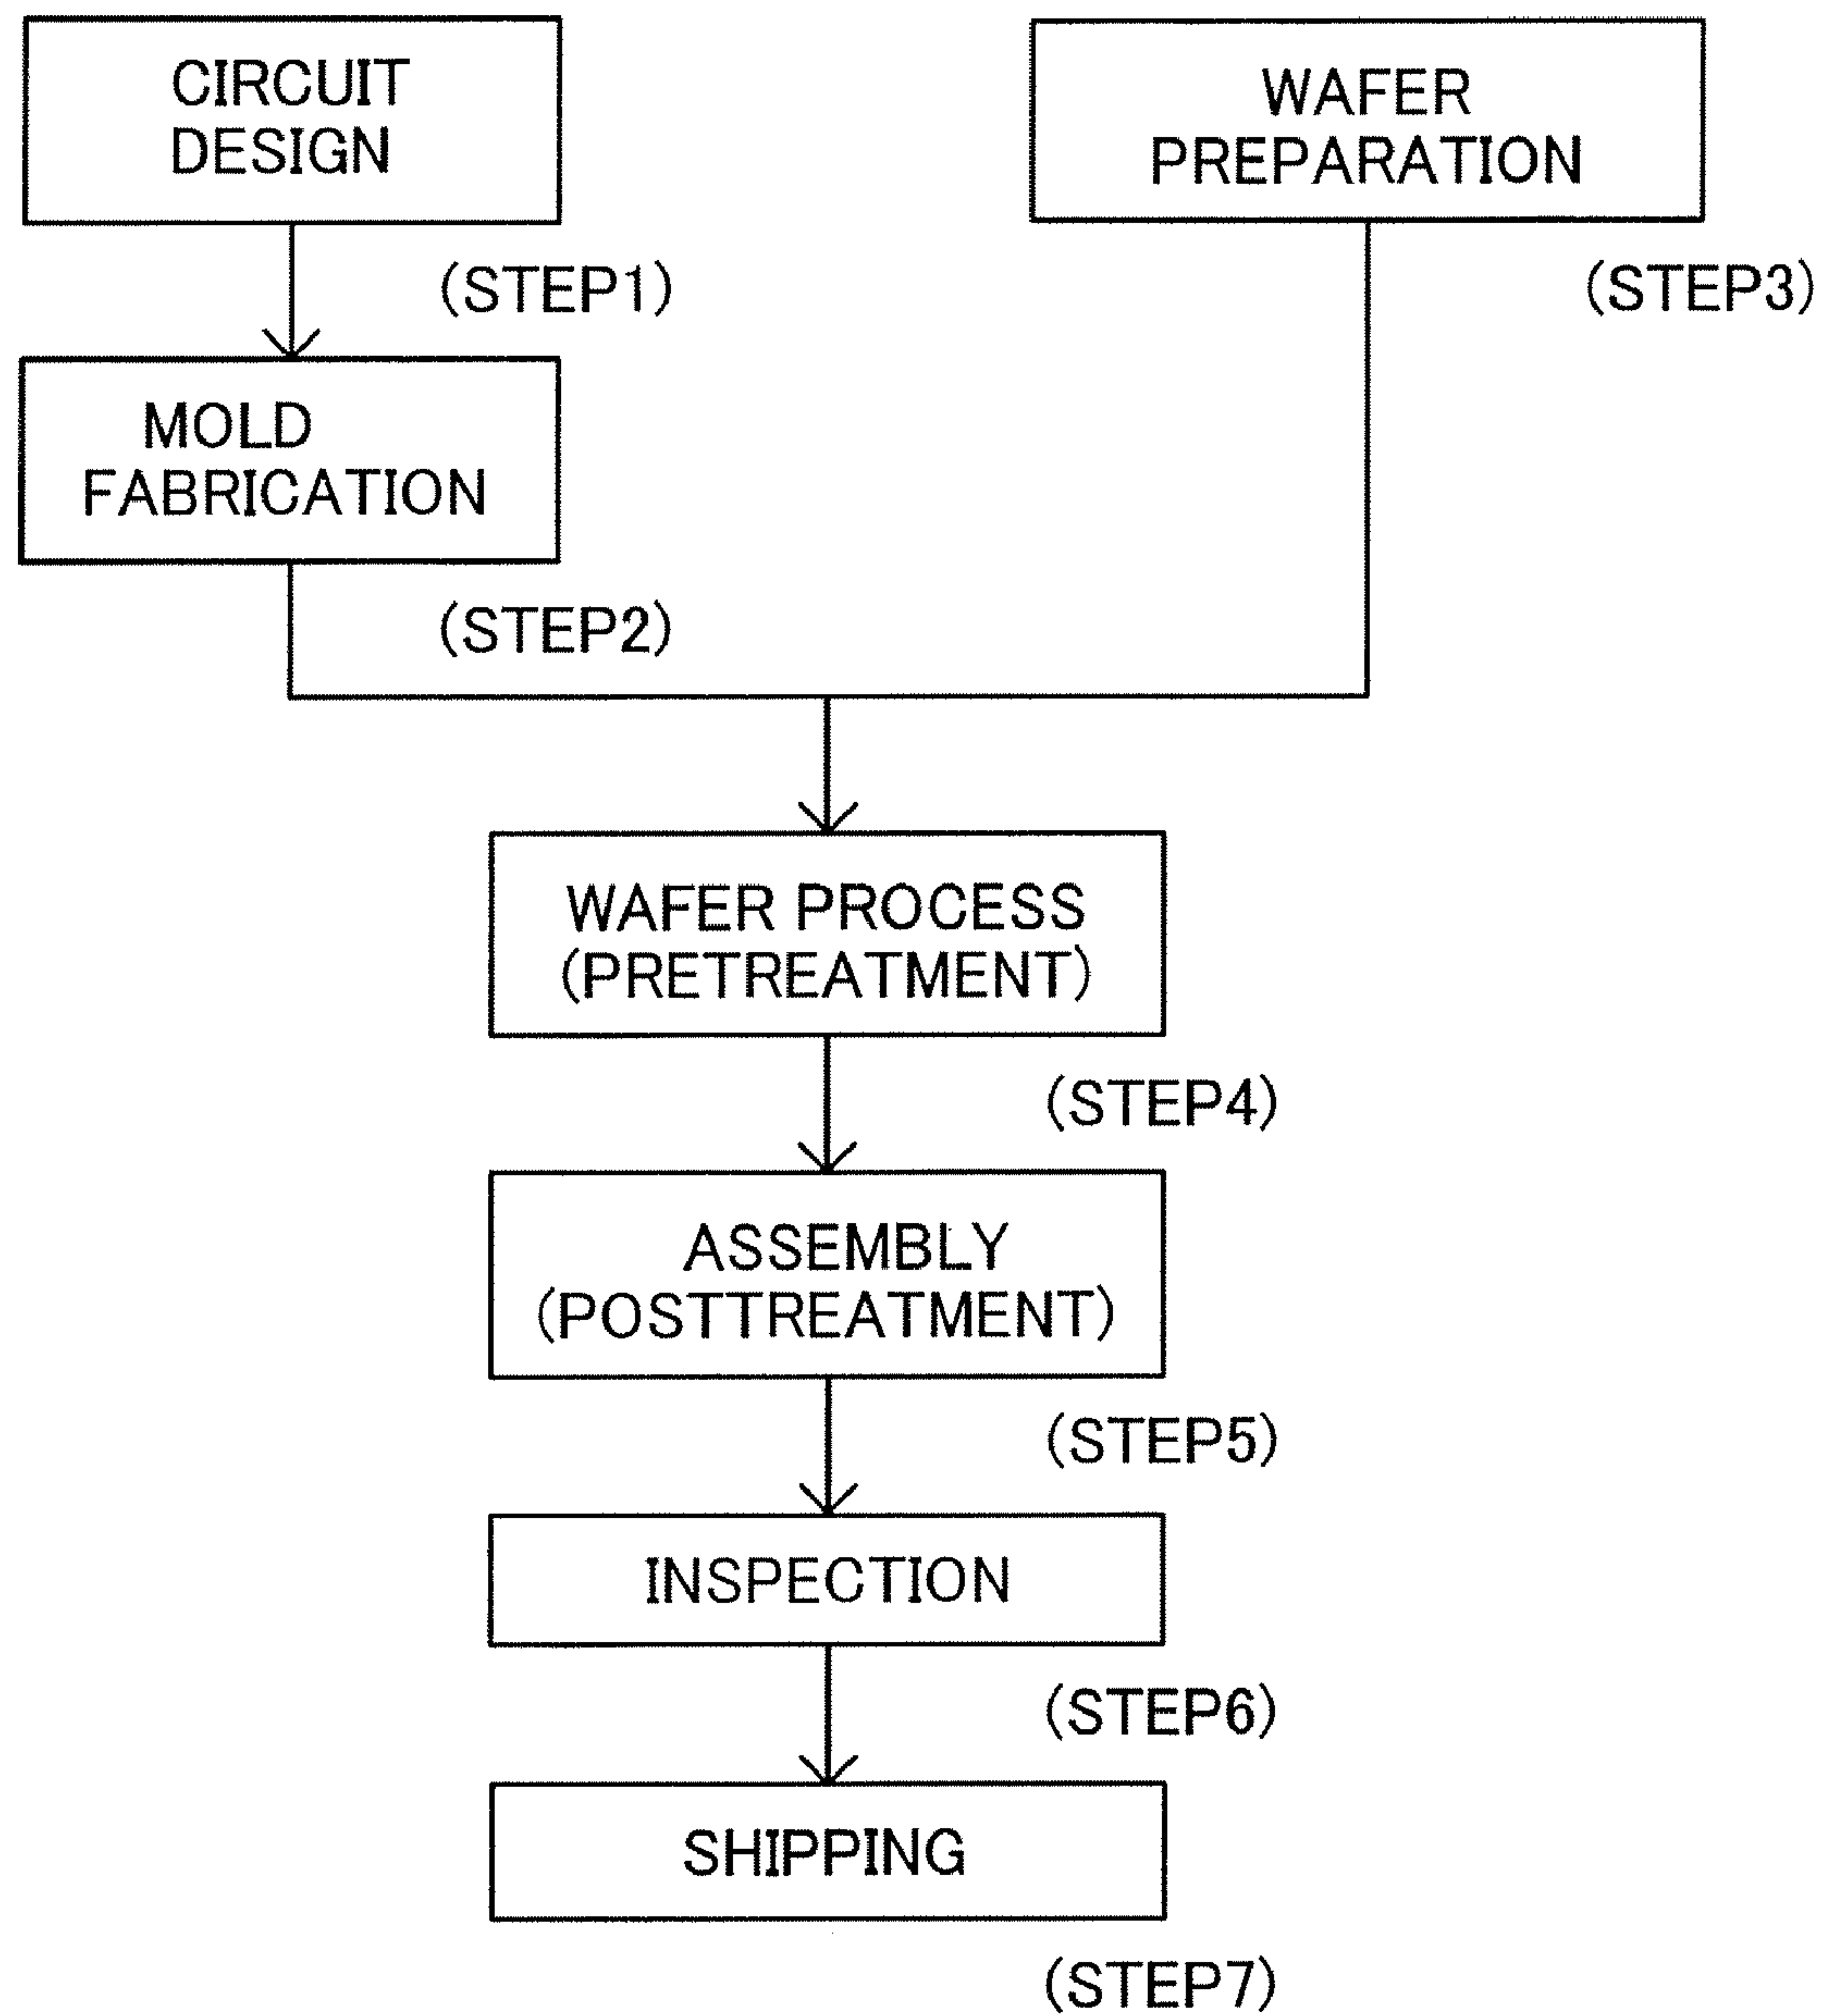 CIRCUIT
DESIGN
(STEP1)
MOLD
FABRICATION
(STEP2)
WAFER
PREPARATION
(STEP3)
WAFER PROCESS
(PRETREATMENT)
(STEP4)
ASSEMBLY
(POSTTREATMENT)
(STEP5)
INSPECTION
(STEP6)
SHIPPING
(STEP7)